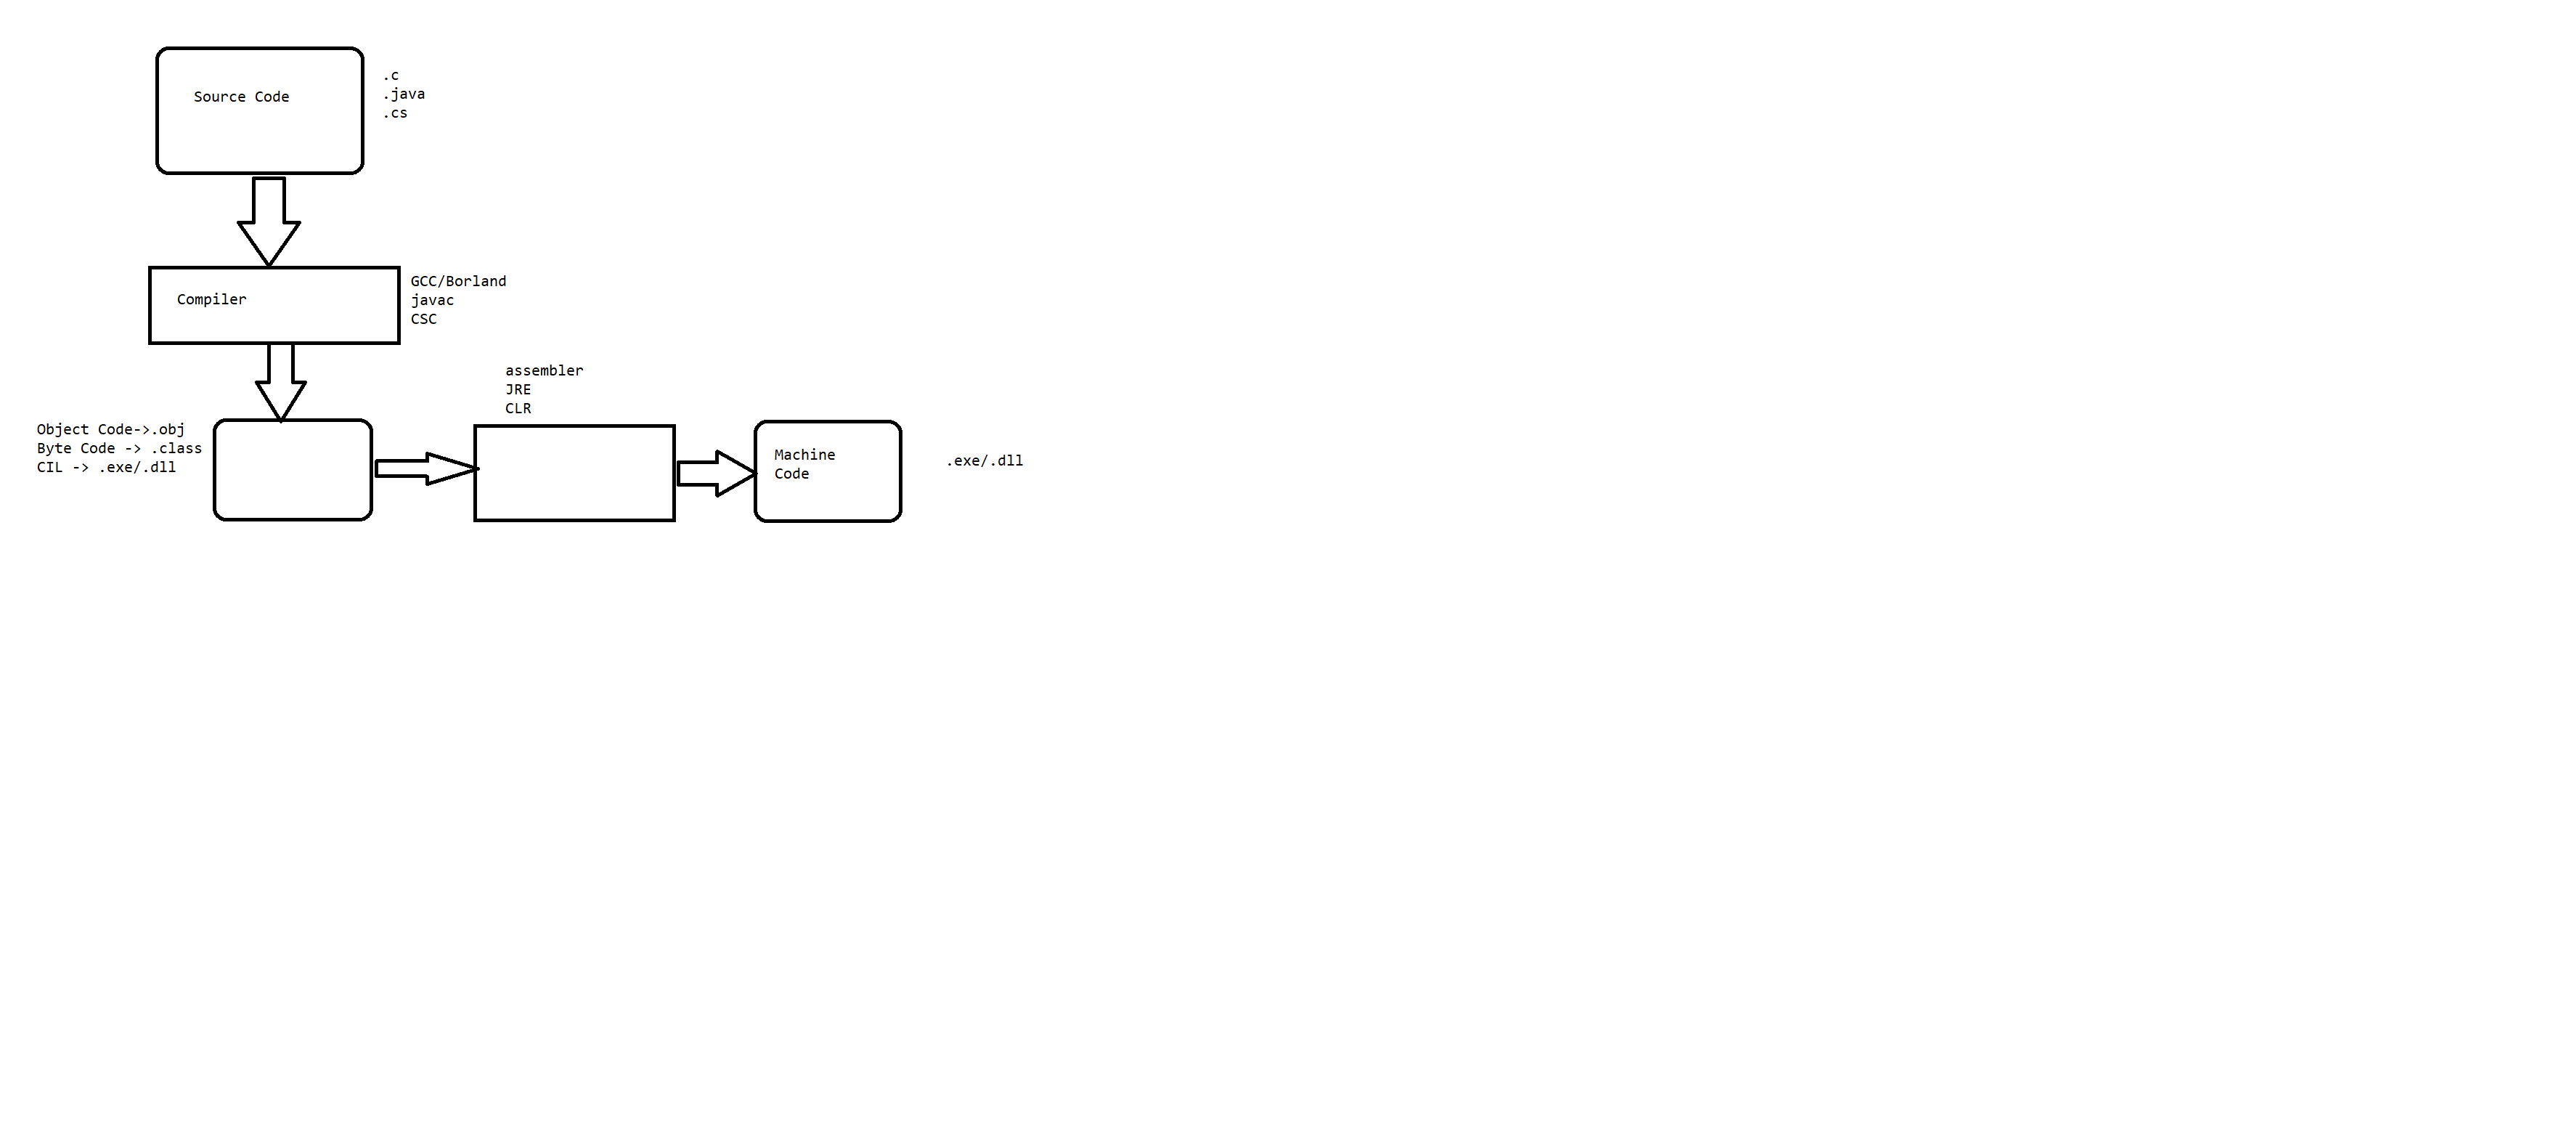 Source Code
.c
.java
.cs
Compiler
GCC/Borland
javac
CSC
assembler
JRE
CLR
Object Code->.obj
Byte Code -> .class
CIL -> .exe/.dll
Machine
Code
.exe/.dll